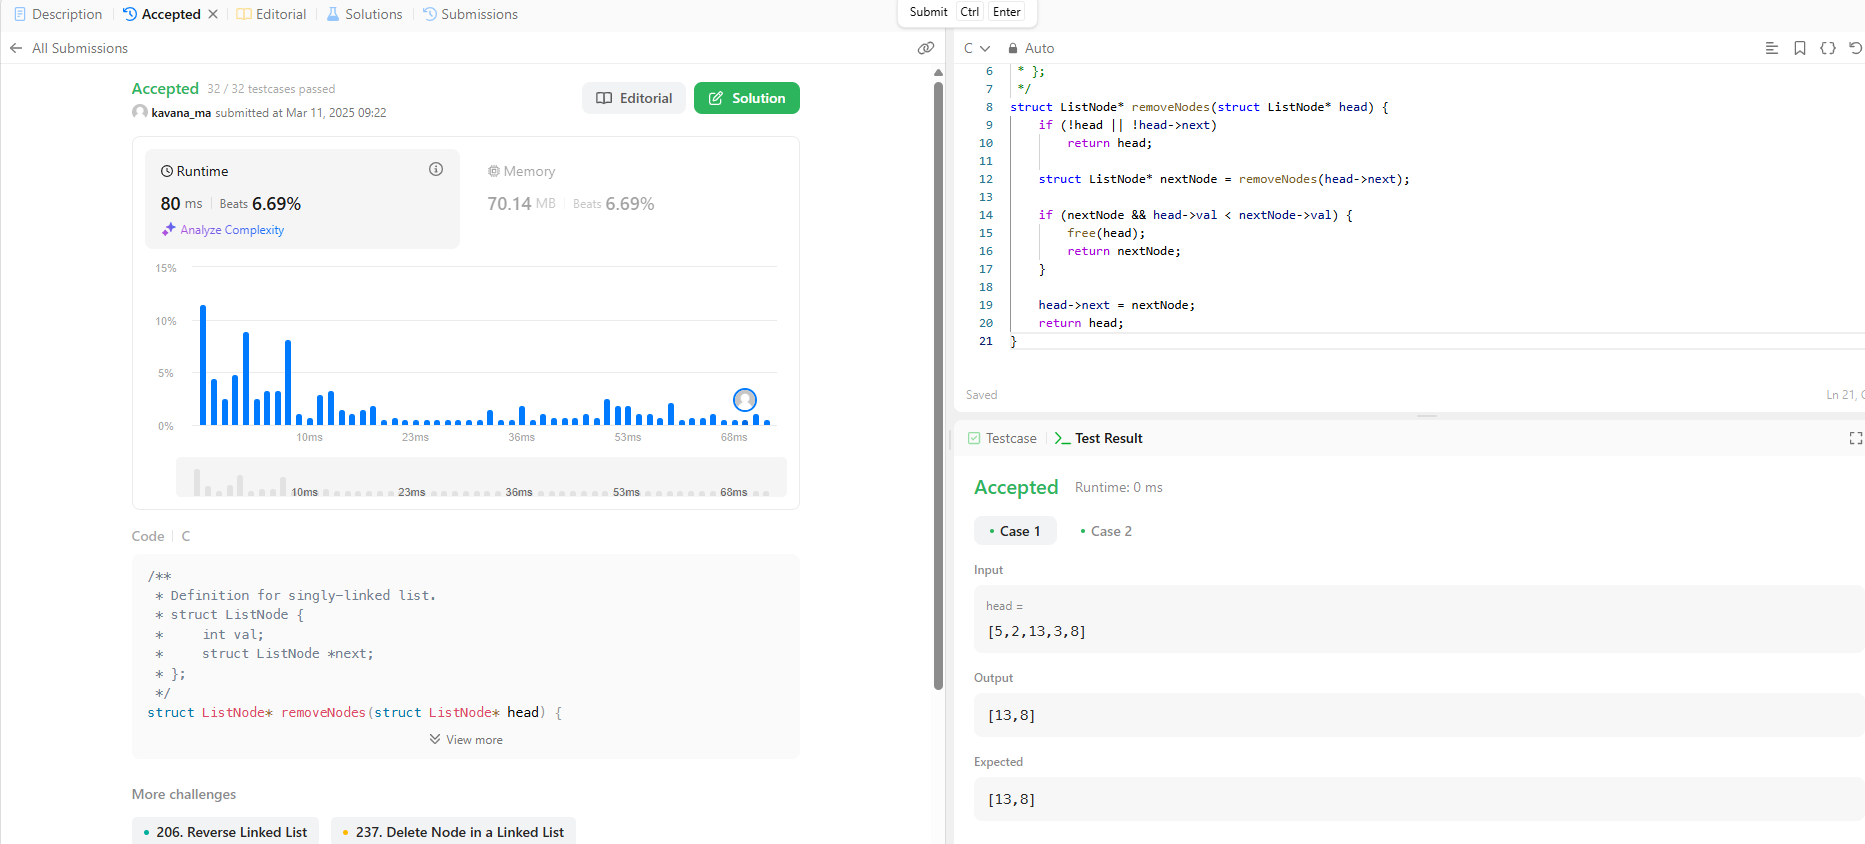 Description
Accepted
Editorial
Solutions
Submissions
Submit Ctrl Enter
All Submissions
Accepted 32 / 32 testcases passed
kavana_ma submitted at Mar 11, 2025 09:22
Editorial
Solution
Runtime
80 ms Beats 6.69%
Analyze Complexity
Memory
70.14 MB Beats 6.69%
15%
10%
5%
0%
10ms 23ms 36ms 53ms 68ms
10ms 23ms 36ms 53ms 68ms
Code C
/**
 * Definition for singly-linked list.
 * struct ListNode {
 *     int val;
 *     struct ListNode *next;
 * };
 */
struct ListNode* removeNodes(struct ListNode* head) {
View more
More challenges
206. Reverse Linked List
237. Delete Node in a Linked List
C Auto
6 * };
7 */
8 struct ListNode* removeNodes(struct ListNode* head) {
9     if (!head || !head->next)
10         return head;
11
12     struct ListNode* nextNode = removeNodes(head->next);
13
14     if (nextNode && head->val < nextNode->val) {
15         free(head);
16         return nextNode;
17     }
18
19     head->next = nextNode;
20     return head;
21 }
Saved
Ln 21,
Testcase
Test Result
Accepted Runtime: 0 ms
Case 1
Case 2
Input
head =
[5,2,13,3,8]
Output
[13,8]
Expected
[13,8]